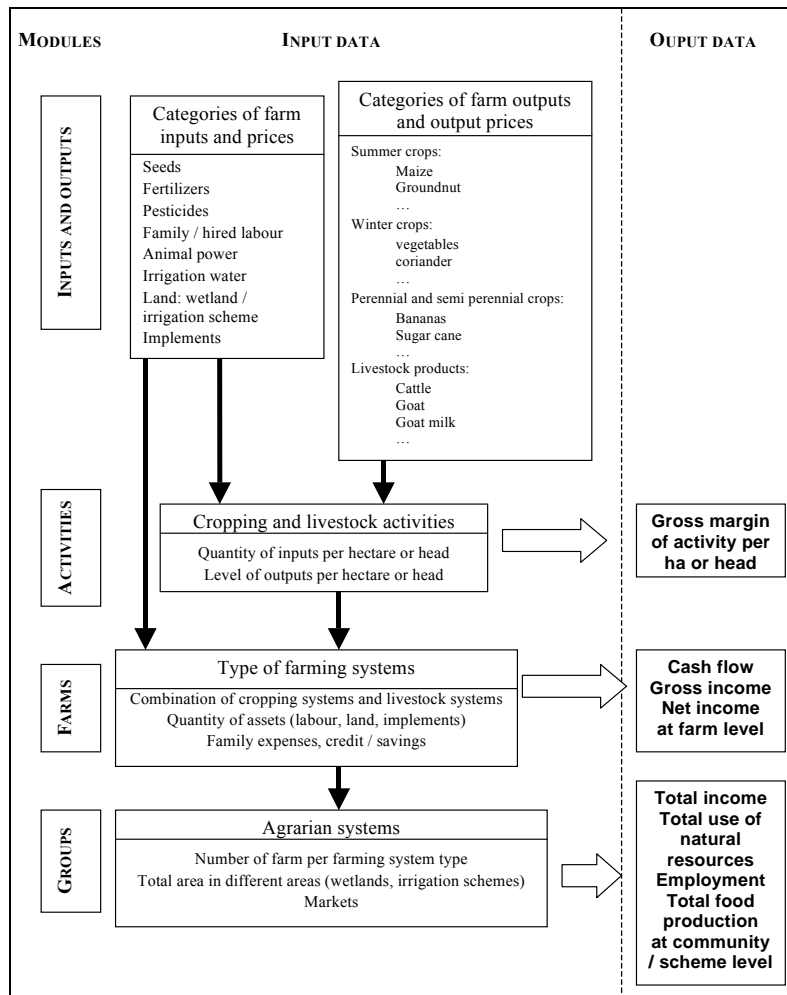 MODULES
INPUT DATA
OUPUT DATA
INPUTS AND OUTPUTS
Categories of farm
inputs and prices
Seeds
Fertilizers
Pesticides
Family / hired labour
Animal power
Irrigation water
Land: wetland /
irrigation scheme
Implements
Categories of farm outputs
and output prices
Summer crops:
Maize
Groundnut
…
Winter crops:
vegetables
coriander
…
Perennial and semi perennial crops:
Bananas
Sugar cane
…
Livestock products:
Cattle
Goat
Goat milk
…
ACTIVITIES
Cropping and livestock activities
Quantity of inputs per hectare or head
Level of outputs per hectare or head
Gross margin
of activity per
ha or head
FARMS
Type of farming systems
Combination of cropping systems and livestock systems
Quantity of assets (labour, land, implements)
Family expenses, credit / savings
Cash flow
Gross income
Net income
at farm level
GROUPS
Agrarian systems
Number of farm per farming system type
Total area in different areas (wetlands, irrigation schemes)
Markets
Total income
Total use of
natural
resources
Employment
Total food
production
at community
/ scheme level